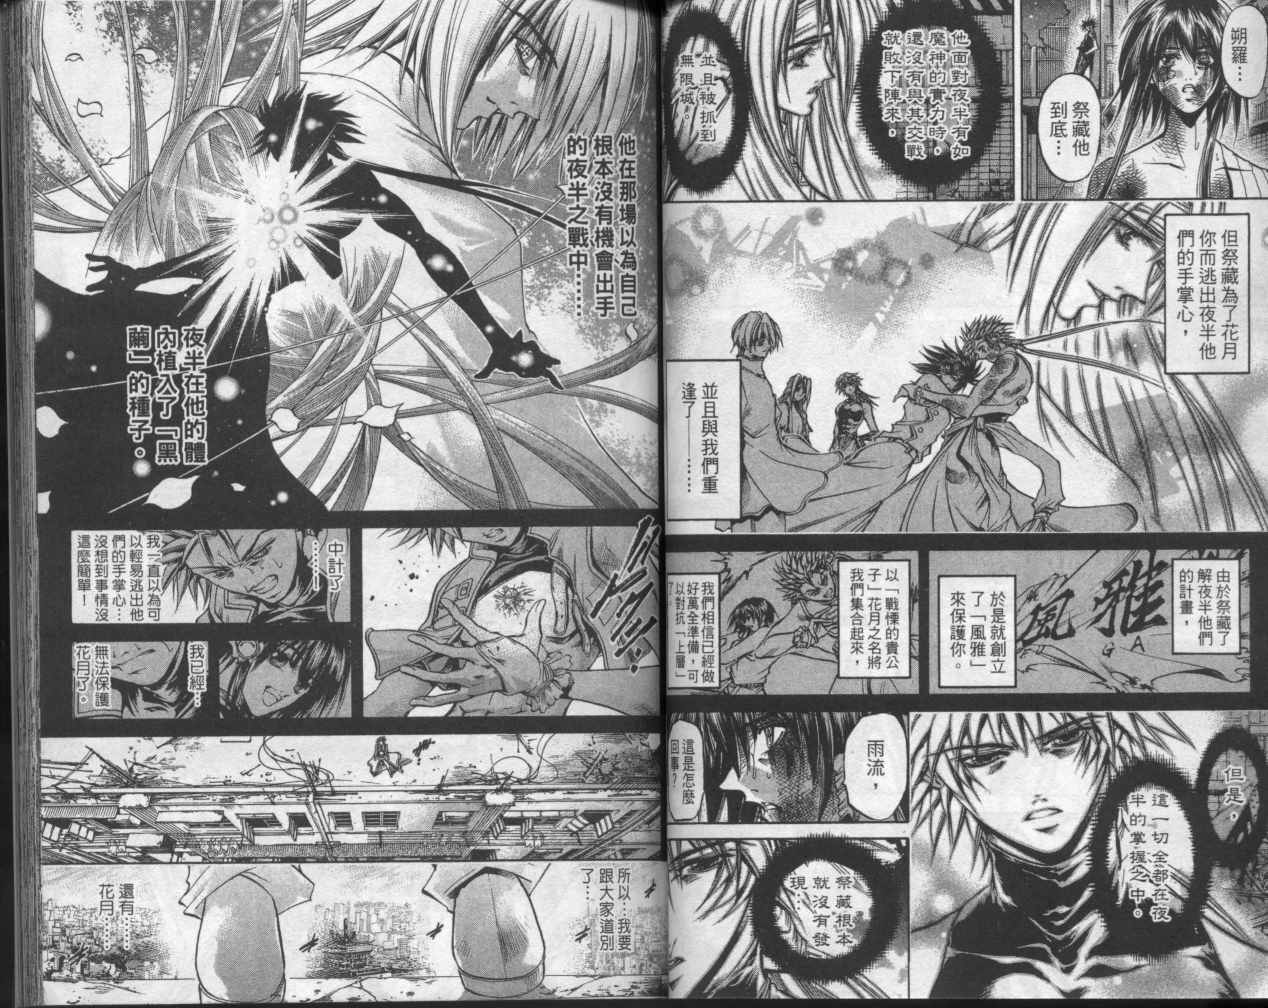 朔羅…
祭藏他
到底…
他面對夜半有如
魔神的實力時，
還沒有與其交戰
就敗下陣來，
並且被抓到
無限城。
但祭藏為了花月
你而逃出夜半他
們的手掌心，
並且與我們重
逢了────……
由於祭藏了
解夜半他們
的計畫，
於是就創立
了「風雅」
來保護你。
風雅
GA
以「戰慄的貴公
子」花月之名將
我們集合起來，
我們相信已經做
好萬全準備，可
以對抗「上層」
了
但是，
這一切全都在夜
半的掌握之中。
雨流，
這是怎麼
回事？
祭藏根本
就沒有發
現…
他在那場以為自己
根本沒有機會出手
的夜半之戰中……
夜半在他的體
內植入了「黑
繭」的種子。
中計了
……！
我一直以為可
以輕易逃出他
們的手掌心…
沒想到事情沒
這麼簡單！
我已經…
無法保護
花月了。
所以…我要
跟大家道別
了…
還有……
花月……